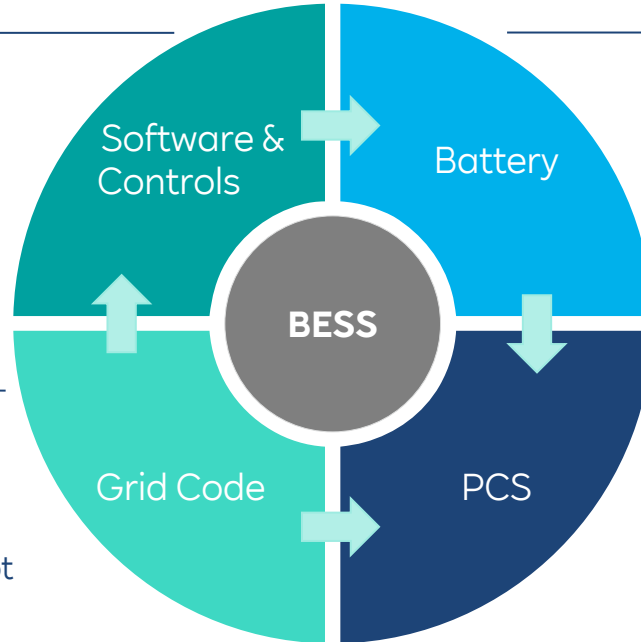 Software &
Controls
Battery
BESS
Grid Code
PCS